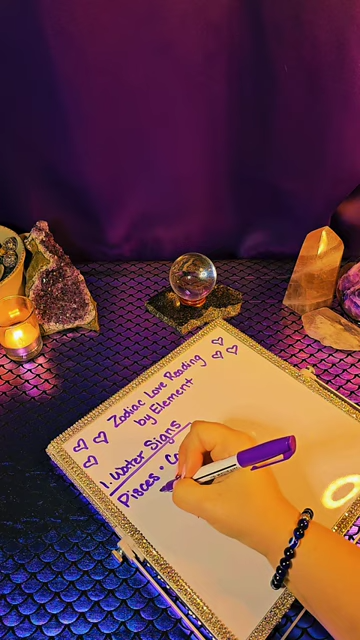 Zodiac Love Reading
by Element
1. Water Signs
Pisces •